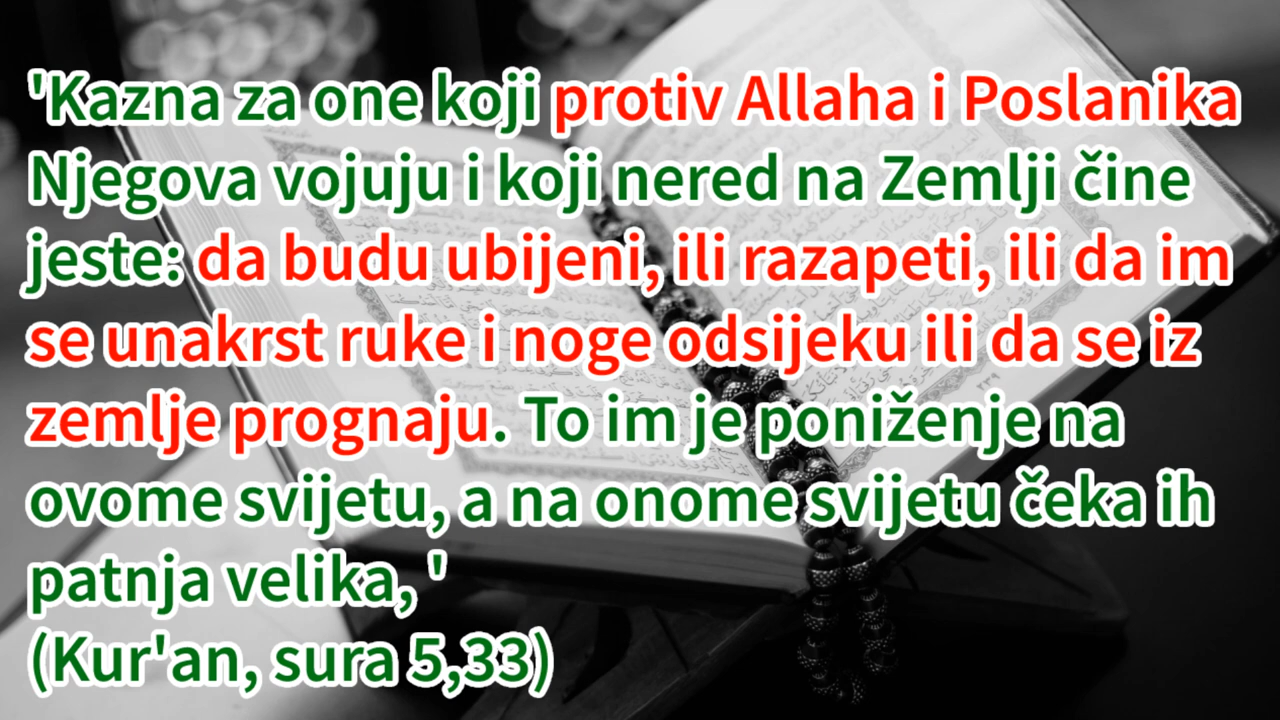 'Kazna za one koji protiv Allaha i Poslanika
Njegova vojuju i koji nered na Zemlji čine
jeste: da budu ubijeni, ili razapeti, ili da im
se unakrst ruke i noge odsijeku ili da se iz
zemlje prognaju. To im je poniženje na
ovome svijetu, a na onome svijetu čeka ih
patnja velika, '
(Kur'an, sura 5,33)